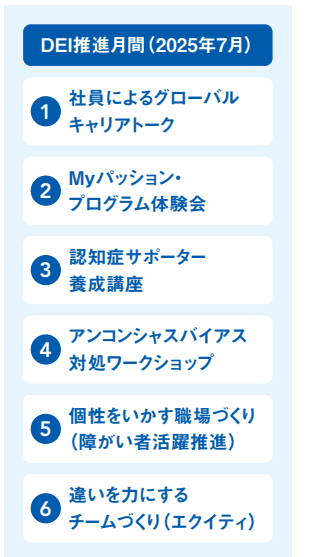 DEI推進月間（2025年7月）
1
社員によるグローバル
キャリアトーク
2
Myパッション・
プログラム体験会
3
認知症サポーター
養成講座
4
アンコンシャスバイアス
対処ワークショップ
5
個性をいかす職場づくり
（障がい者活躍推進）
6
違いを力にする
チームづくり（エクイティ）